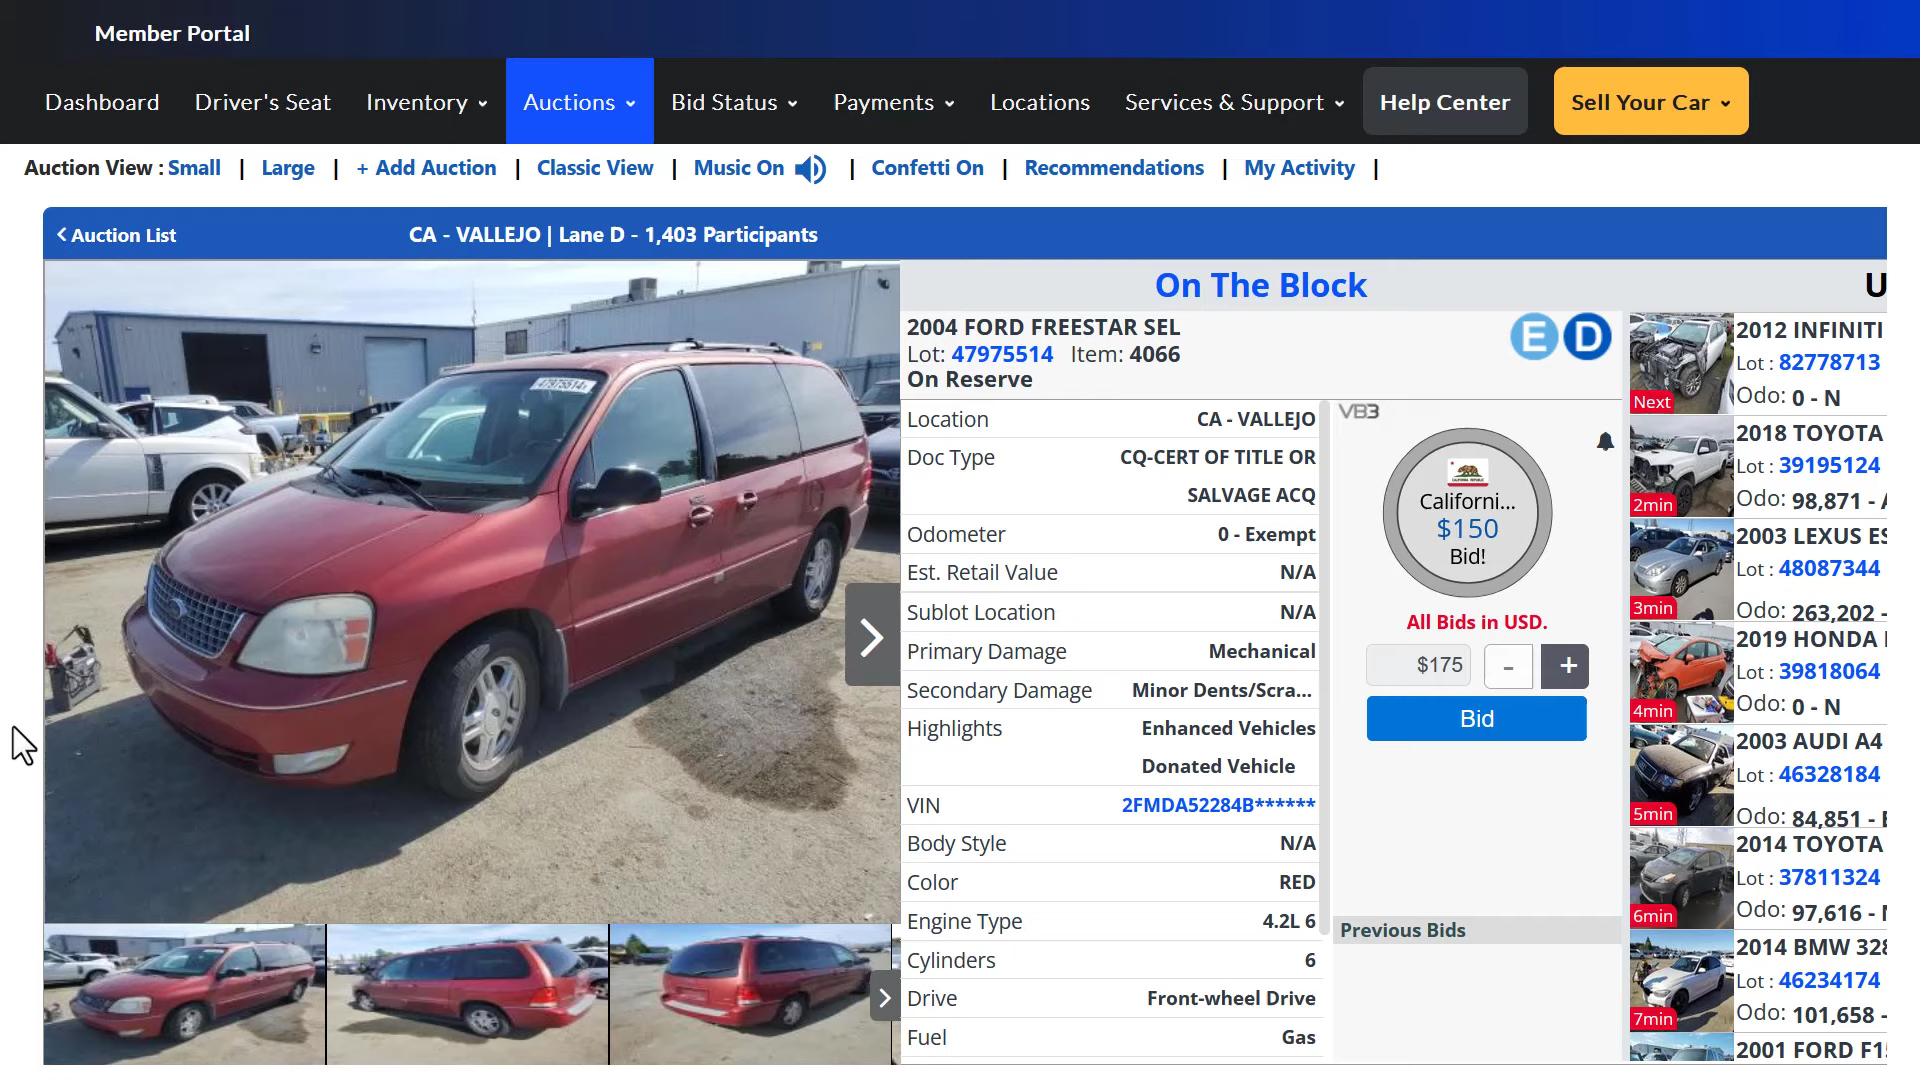 Member Portal
Dashboard Driver's Seat Inventory Auctions Bid Status Payments Locations Services & Support Help Center Sell Your Car
Auction View : Small | Large | + Add Auction | Classic View | Music On | Confetti On | Recommendations | My Activity |
Auction List
CA - VALLEJO | Lane D - 1,403 Participants
47975514
On The Block
2004 FORD FREESTAR SEL
Lot: 47975514 Item: 4066
On Reserve
E D
Location CA - VALLEJO
Doc Type CQ-CERT OF TITLE OR
SALVAGE ACQ
Odometer 0 - Exempt
Est. Retail Value N/A
Sublot Location N/A
Primary Damage Mechanical
Secondary Damage Minor Dents/Scra...
Highlights Enhanced Vehicles
Donated Vehicle
VIN 2FMDA52284B******
Body Style N/A
Color RED
Engine Type 4.2L 6
Cylinders 6
Drive Front-wheel Drive
Fuel Gas
VB3
Californi...
$150
Bid!
All Bids in USD.
$175 - +
Bid
Previous Bids
U
2012 INFINITI
Lot : 82778713
Odo: 0 - N
Next
2018 TOYOTA
Lot : 39195124
Odo: 98,871 - A
2min
2003 LEXUS ES
Lot : 48087344
Odo: 263,202 -
3min
2019 HONDA
Lot : 39818064
Odo: 0 - N
4min
2003 AUDI A4
Lot : 46328184
Odo: 84,851 - E
5min
2014 TOYOTA
Lot : 37811324
Odo: 97,616 - N
6min
2014 BMW 328
Lot : 46234174
Odo: 101,658 -
7min
2001 FORD F15